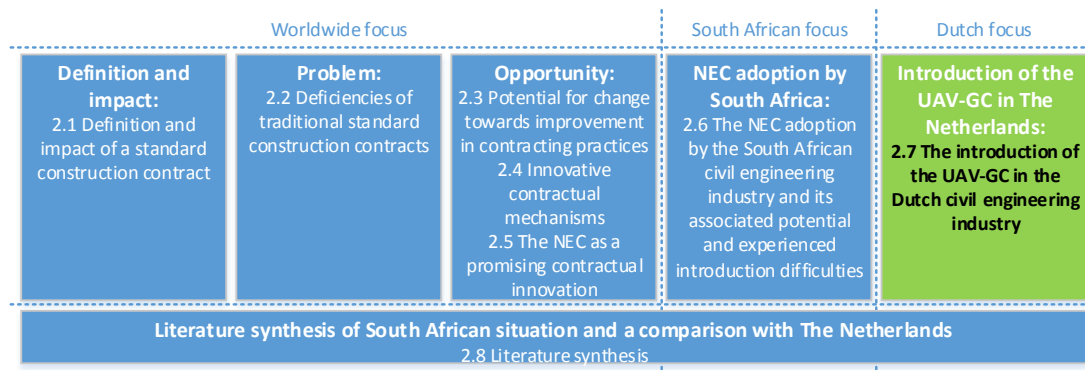 Worldwide focus
South African focus
Dutch focus
Definition and
impact:
2.1 Definition and
impact of a standard
construction contract
Problem:
2.2 Deficiencies of
traditional standard
construction contracts
Opportunity:
2.3 Potential for change
towards improvement
in contracting practices
2.4 Innovative
contractual
mechanisms
2.5 The NEC as a
promising contractual
innovation
NEC adoption by
South Africa:
2.6 The NEC adoption
by the South African
civil engineering
industry and its
associated potential
and experienced
introduction difficulties
Introduction of the
UAV-GC in The
Netherlands:
2.7 The introduction of
the UAV-GC in the
Dutch civil engineering
industry
Literature synthesis of South African situation and a comparison with The Netherlands
2.8 Literature synthesis